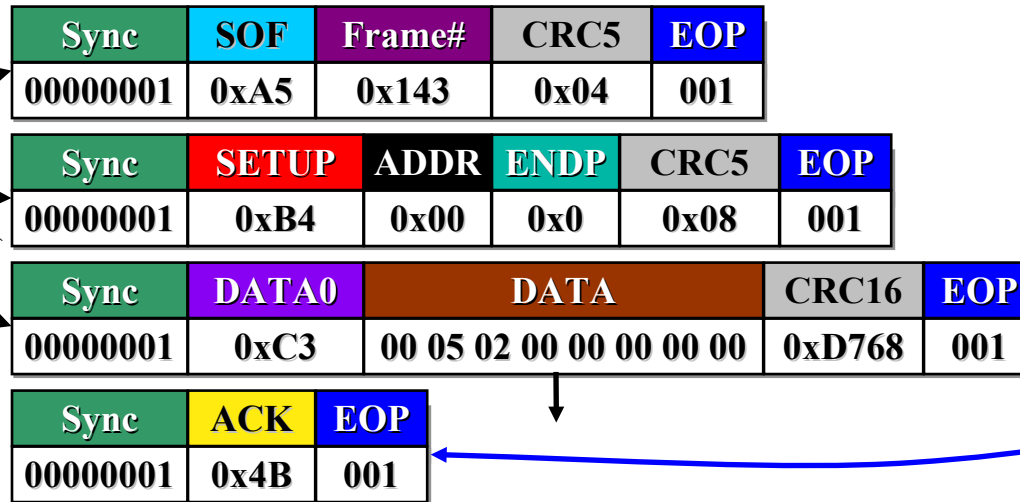 Sync SOF Frame# CRC5 EOP
00000001 0xA5 0x143 0x04 001
Sync SETUP ADDR ENDP CRC5 EOP
00000001 0xB4 0x00 0x0 0x08 001
Sync DATA0 DATA CRC16 EOP
00000001 0xC3 00 05 02 00 00 00 00 00 0xD768 001
Sync ACK EOP
00000001 0x4B 001